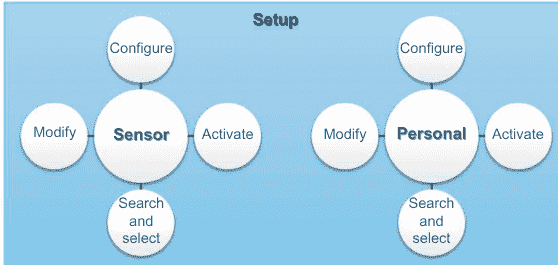 Setup
Configure
Modify
Sensor
Activate
Search
and
select
Configure
Modify
Personal
Activate
Search
and
select